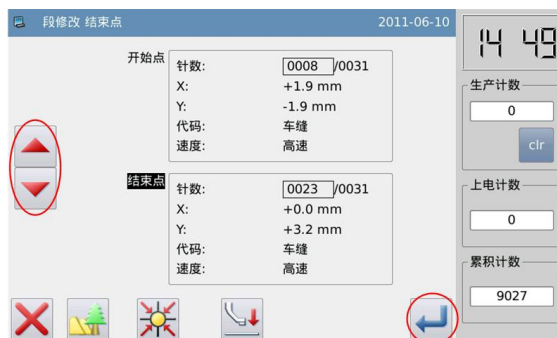 段修改 结束点 2011-06-10
14 49
开始点
针数: 0008 /0031
X: +1.9 mm
Y: -1.9 mm
代码: 车缝
速度: 高速
结束点
针数: 0023 /0031
X: +0.0 mm
Y: +3.2 mm
代码: 车缝
速度: 高速
生产计数
0
clr
上电计数
0
累积计数
9027